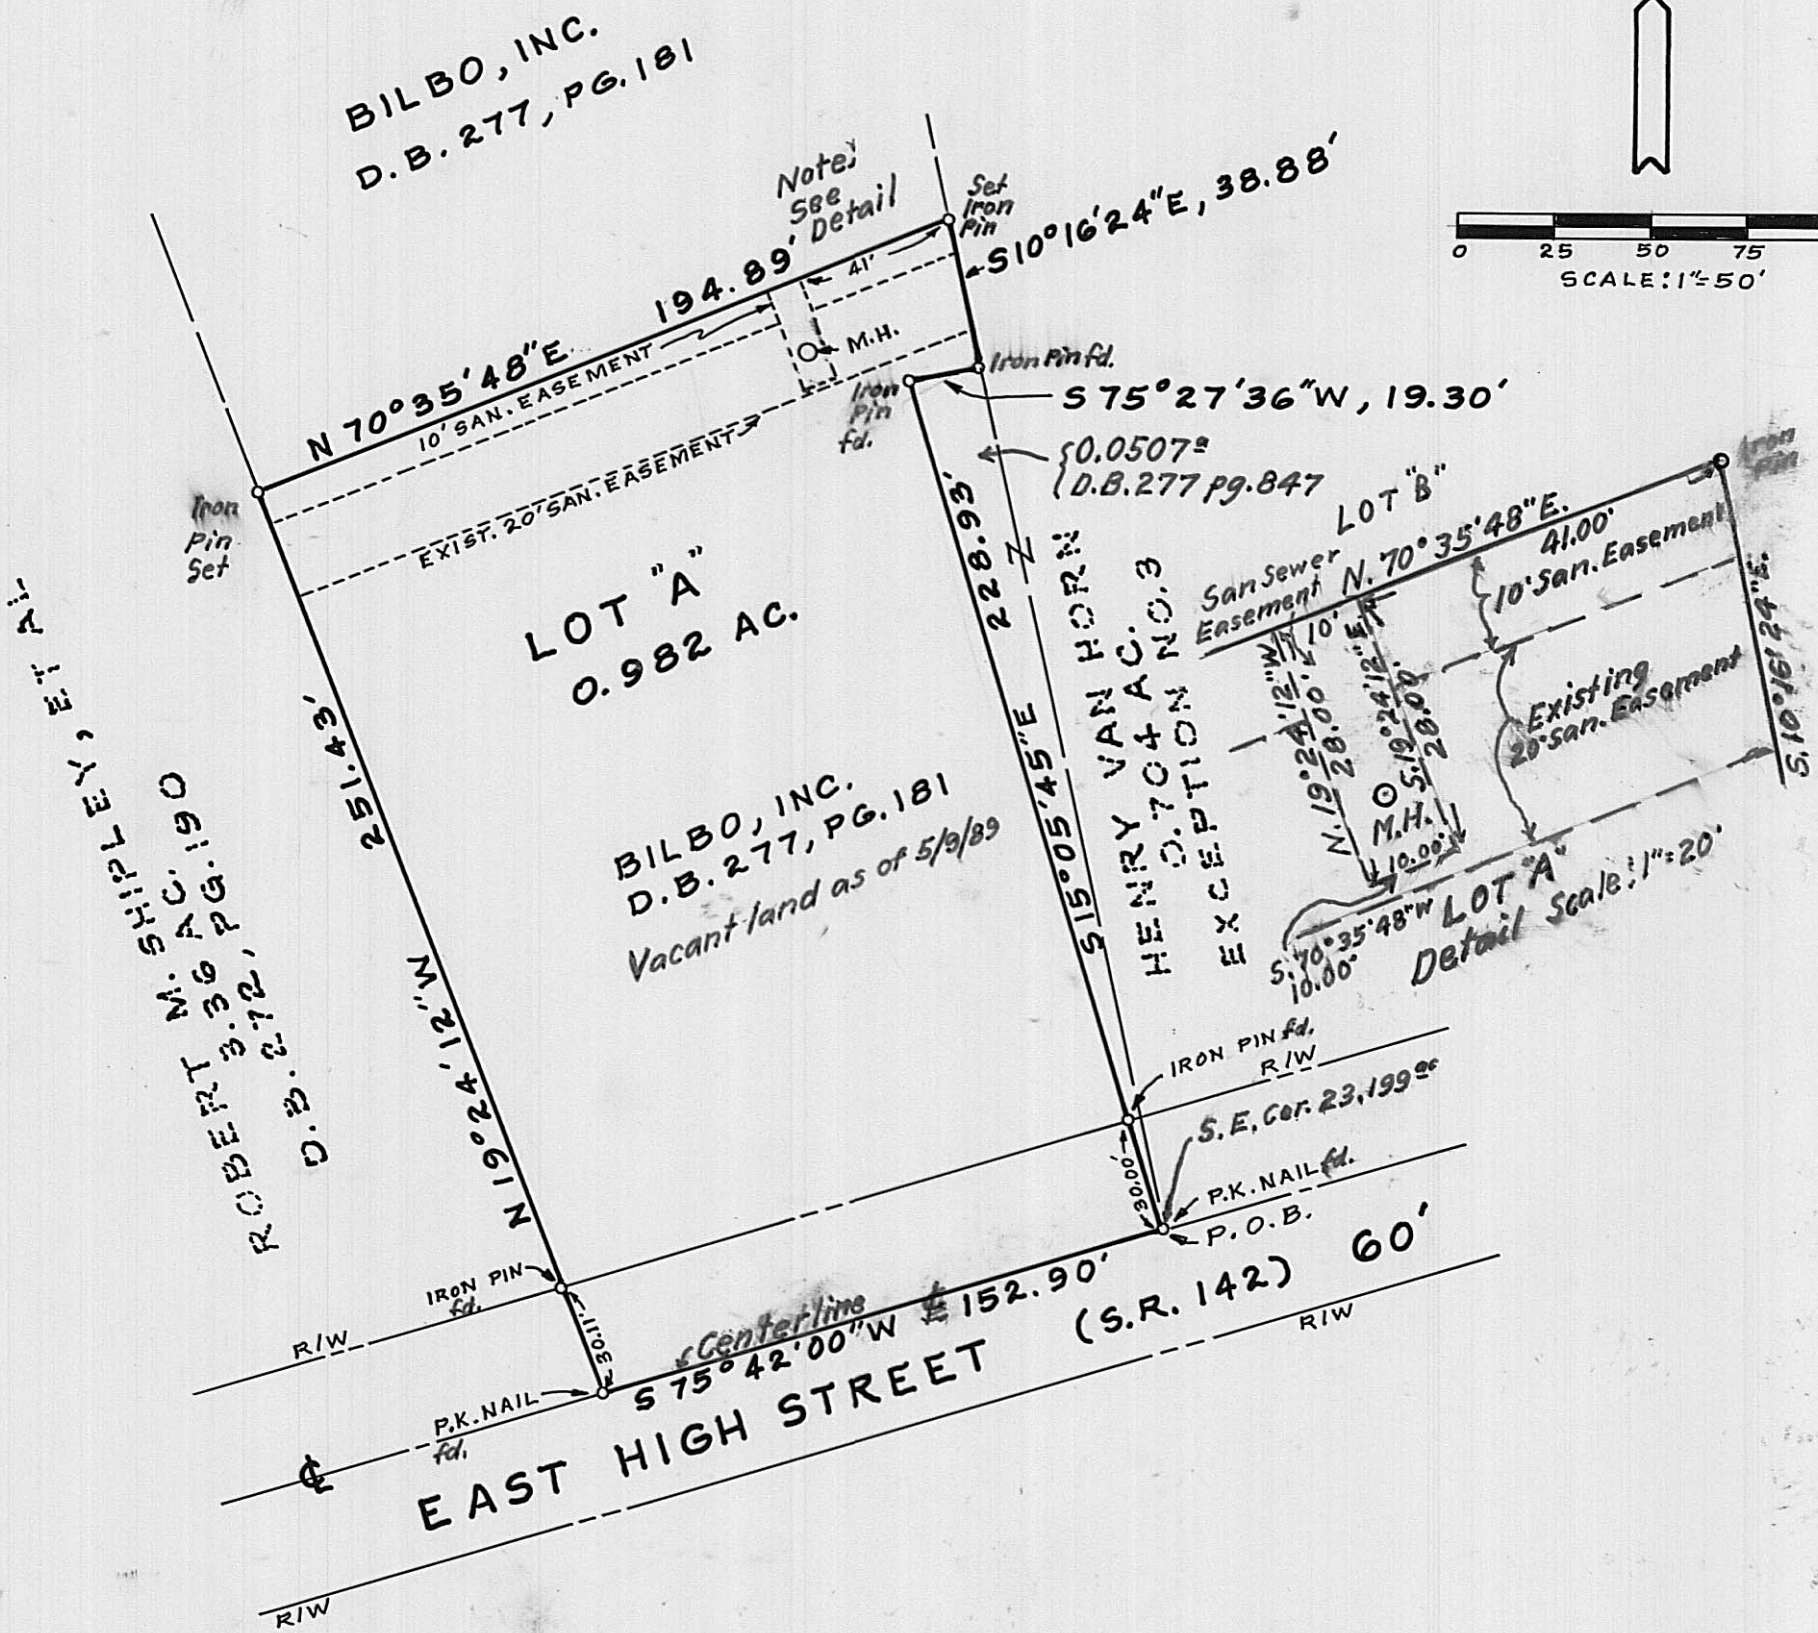 BILBO, INC.
D.B. 277, PG. 181
Note;
See
Detail
Set
Iron
Pin
S10°16'24"E, 38.88'
0 25 50 75
SCALE: 1"=50'
N 70°35'48"E 194.89'
41'
10' SAN. EASEMENT
M.H.
Iron Pin fd.
Iron
Pin
fd.
S 75°27'36"W, 19.30'
{0.0507ª
D.B. 277 pg. 847
EXIST. 20' SAN. EASEMENT
Iron
Pin
Set
LOT "A"
0.982 AC.
251.43'
N 19°24'12"W
228.93'
S15°05'45"E
Z
BILBO, INC.
D.B. 277, PG. 181
Vacant land as of 5/9/89
ROBERT M. SHIPLEY, ET AL
3.36 AC.
D.B. 272, PG. 190
HENRY VAN HORN
0.704 AC.
EXCEPTION NO. 3
LOT "B"
Iron
Pin
San Sewer
Easement
N. 70°35'48"E.
41.00'
10' San. Easement
10'
N. 19°24'12"W
28.00'
S. 19°24'12"E
28.00'
Existing
20' San. Easement
S. 10°16'24"E.
M.H.
10.00'
S. 70°35'48"W
10.00'
LOT "A"
Detail Scale: 1"=20'
IRON PIN fd.
R/W
S.E. Cor. 23.199ac
30.00'
P.K. NAIL fd.
P.O.B.
IRON PIN
fd.
R/W
30.11'
P.K. NAIL
fd.
Centerline
S 75°42'00"W ℄ 152.90'
℄
EAST HIGH STREET (S.R. 142) 60'
R/W
R/W